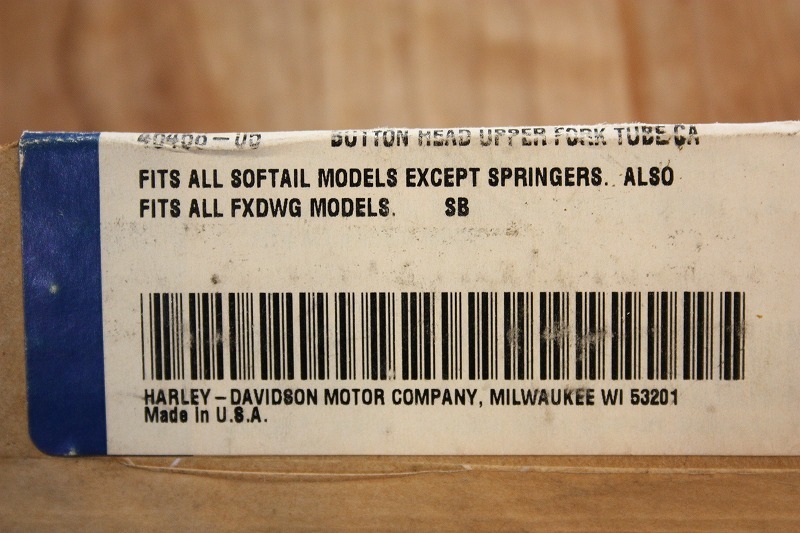 BUTTON HEAD UPPER FORK TUBE/CA
FITS ALL SOFTAIL MODELS EXCEPT SPRINGERS. ALSO
FITS ALL FXDWG MODELS. SB
HARLEY-DAVIDSON MOTOR COMPANY, MILWAUKEE WI 53201
Made in U.S.A.